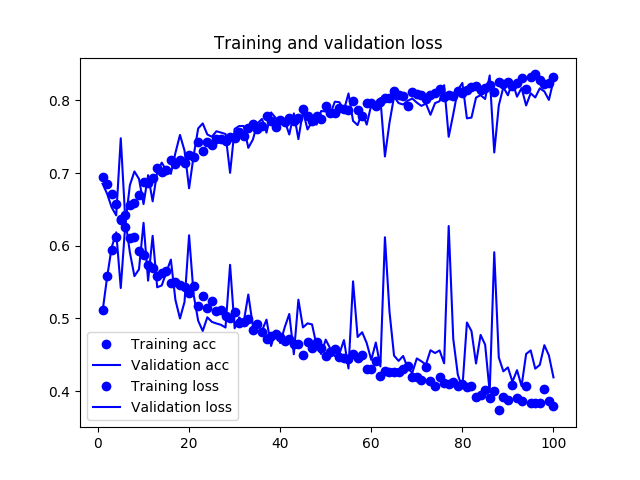 Training and validation loss
0.8
0.7
0.6
0.5
0.4
Training acc
Validation acc
Training loss
Validation loss
0 20 40 60 80 100